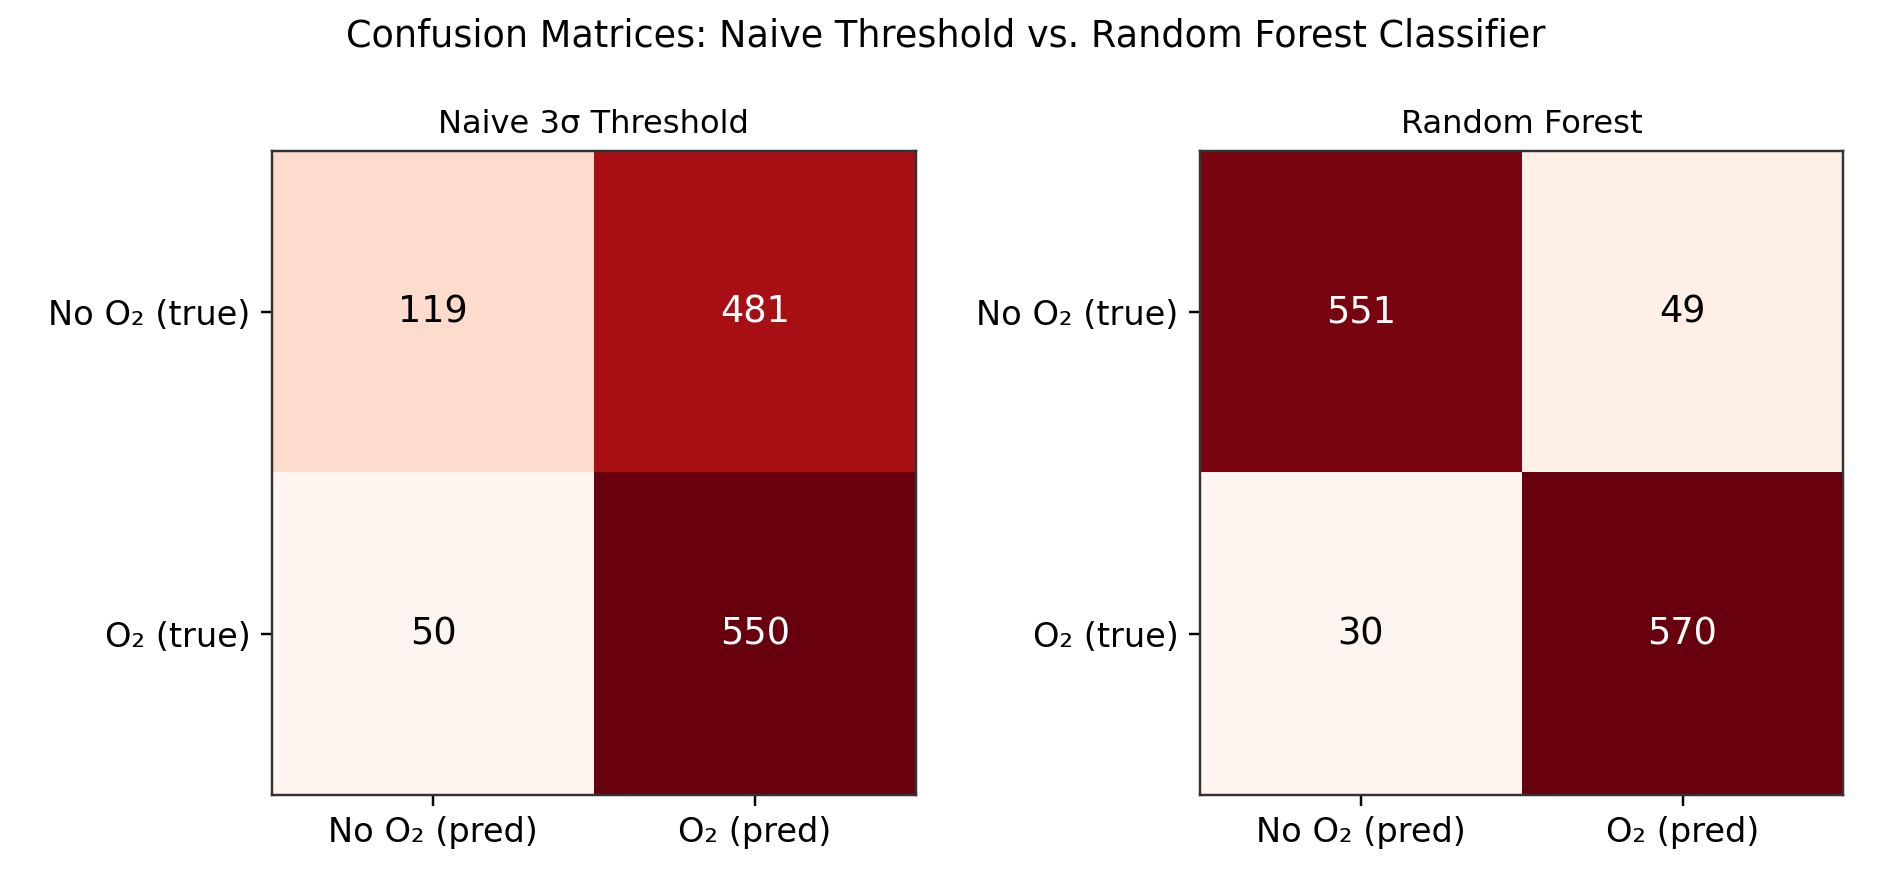 Confusion Matrices: Naive Threshold vs. Random Forest Classifier
Naive 3σ Threshold
No O₂ (true)
119
481
O₂ (true)
50
550
No O₂ (pred)
O₂ (pred)
Random Forest
No O₂ (true)
551
49
O₂ (true)
30
570
No O₂ (pred)
O₂ (pred)